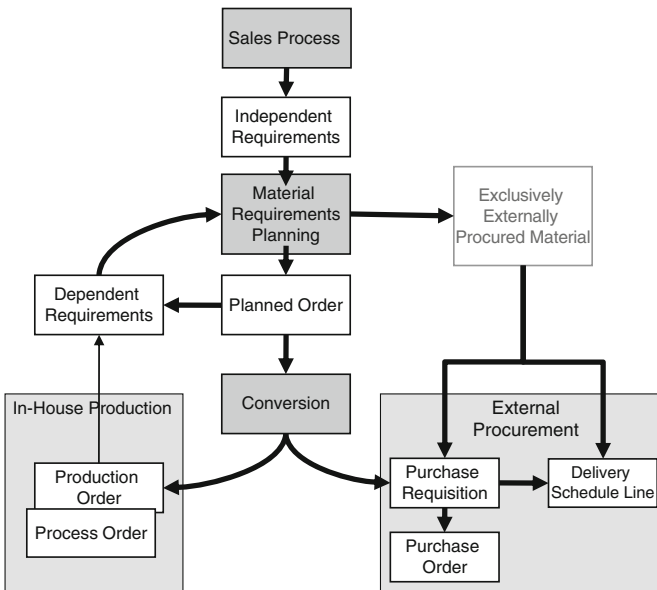 Sales Process
Independent
Requirements
Material
Requirements
Planning
Exclusively
Externally
Procured Material
Dependent
Requirements
Planned Order
In-House Production
Conversion
External
Procurement
Production
Order
Process Order
Purchase
Requisition
Delivery
Schedule Line
Purchase
Order